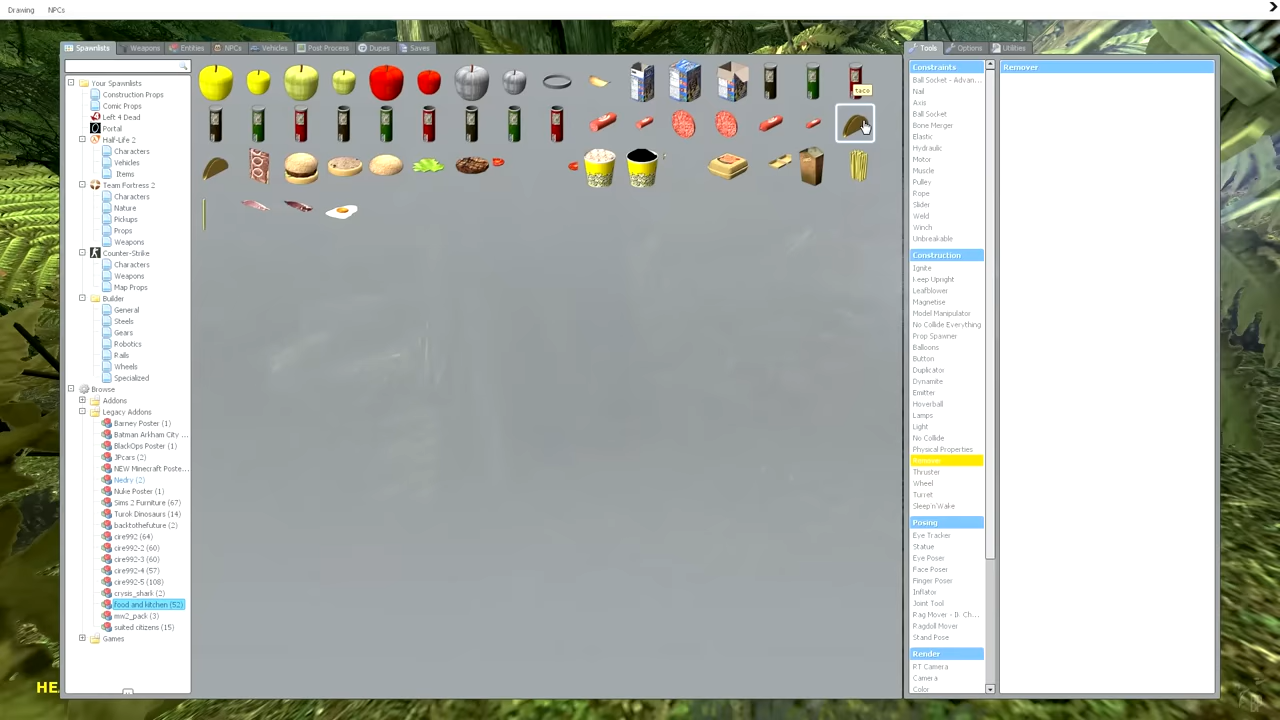 Drawing NPCs
Spawnlists Weapons Entities NPCs Vehicles Post Process Dupes Saves
Tools Options Utilities
Your Spawnlists
Construction Props
Comic Props
Left 4 Dead
Portal
Half-Life 2
Characters
Vehicles
Items
Team Fortress 2
Characters
Nature
Pickups
Props
Weapons
Counter-Strike
Characters
Weapons
Map Props
Builder
General
Steels
Gears
Robotics
Rails
Wheels
Specialized
Browse
Addons
Legacy Addons
Barney Poster (1)
Batman Arkham City ...
BlackOps Poster (1)
JPcars (2)
NEW Minecraft Poste...
Nedry (2)
Nuke Poster (1)
Sims 2 Furniture (67)
Turok Dinosaurs (14)
backtothefuture (2)
cire992 (64)
cire992-2 (60)
cire992-3 (60)
cire992-4 (57)
cire992-5 (108)
crysis_shark (2)
food and kitchen (52)
mw2_pack (3)
suited citizens (15)
Games
taco
Constraints
Ball Socket - Advan...
Nail
Axis
Ball Socket
Bone Merger
Elastic
Hydraulic
Motor
Muscle
Pulley
Rope
Slider
Weld
Winch
Unbreakable
Construction
Ignite
Keep Upright
Leafblower
Magnetise
Model Manipulator
No Collide Everything
Prop Spawner
Balloons
Button
Duplicator
Dynamite
Emitter
Hoverball
Lamps
Light
No Collide
Physical Properties
Remover
Thruster
Wheel
Turret
Sleep'n'Wake
Posing
Eye Tracker
Statue
Eye Poser
Face Poser
Finger Poser
Inflator
Joint Tool
Rag Mover - D. Ch...
Ragdoll Mover
Stand Pose
Render
RT Camera
Camera
Color
Remover
HE